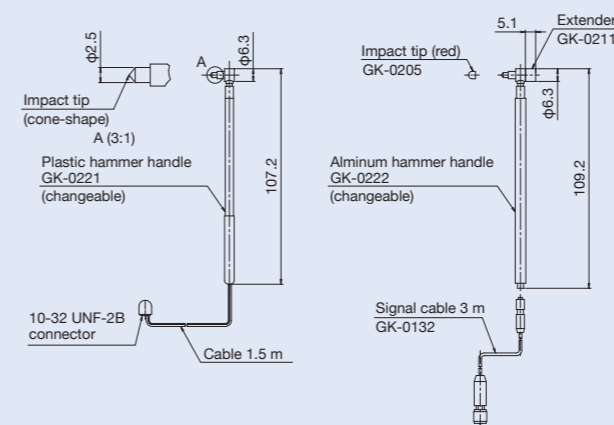 φ2.5
Impact tip
(cone-shape)
A (3:1)
A
φ6.3
107.2
Plastic hammer handle
GK-0221
(changeable)
10-32 UNF-2B
connector
Cable 1.5 m
5.1
Extender
GK-0211
Impact tip (red)
GK-0205
φ6.3
109.2
Alminum hammer handle
GK-0222
(changeable)
Signal cable 3 m
GK-0132